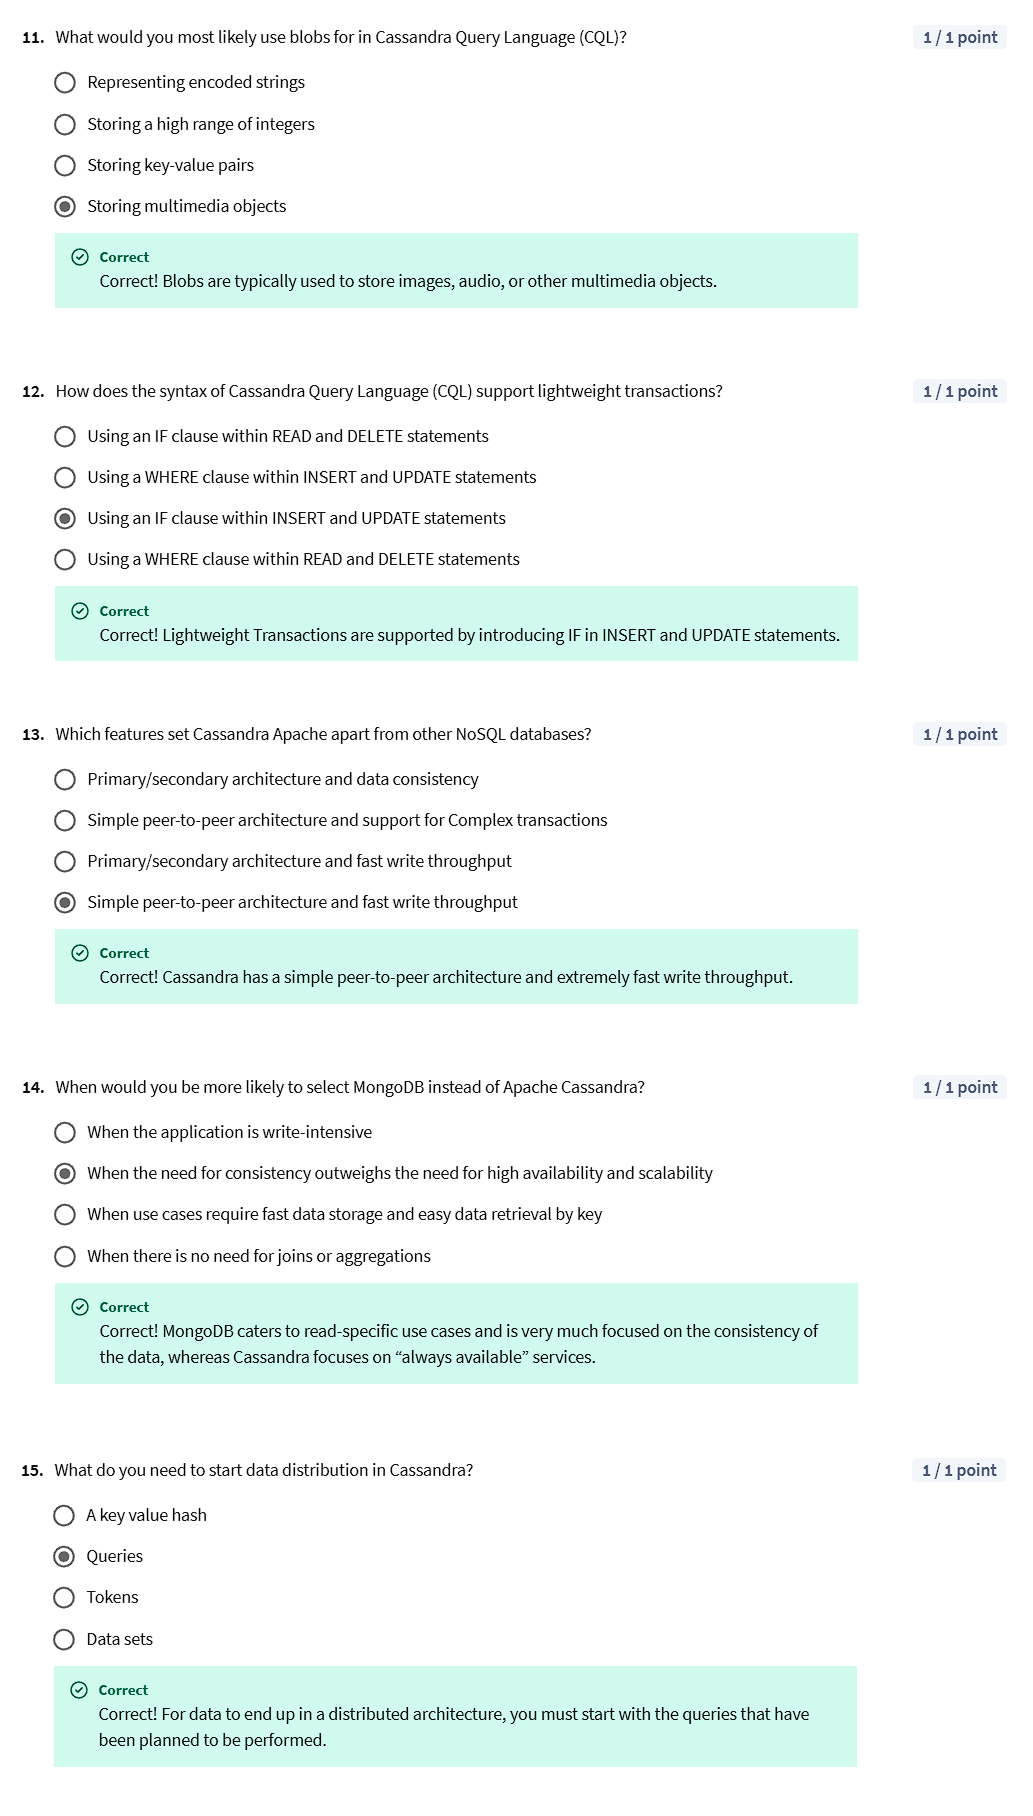 11. What would you most likely use blobs for in Cassandra Query Language (CQL)? 1 / 1 point
Representing encoded strings
Storing a high range of integers
Storing key-value pairs
Storing multimedia objects
Correct
Correct! Blobs are typically used to store images, audio, or other multimedia objects.
12. How does the syntax of Cassandra Query Language (CQL) support lightweight transactions? 1 / 1 point
Using an IF clause within READ and DELETE statements
Using a WHERE clause within INSERT and UPDATE statements
Using an IF clause within INSERT and UPDATE statements
Using a WHERE clause within READ and DELETE statements
Correct
Correct! Lightweight Transactions are supported by introducing IF in INSERT and UPDATE statements.
13. Which features set Cassandra Apache apart from other NoSQL databases? 1 / 1 point
Primary/secondary architecture and data consistency
Simple peer-to-peer architecture and support for Complex transactions
Primary/secondary architecture and fast write throughput
Simple peer-to-peer architecture and fast write throughput
Correct
Correct! Cassandra has a simple peer-to-peer architecture and extremely fast write throughput.
14. When would you be more likely to select MongoDB instead of Apache Cassandra? 1 / 1 point
When the application is write-intensive
When the need for consistency outweighs the need for high availability and scalability
When use cases require fast data storage and easy data retrieval by key
When there is no need for joins or aggregations
Correct
Correct! MongoDB caters to read-specific use cases and is very much focused on the consistency of
the data, whereas Cassandra focuses on “always available” services.
15. What do you need to start data distribution in Cassandra? 1 / 1 point
A key value hash
Queries
Tokens
Data sets
Correct
Correct! For data to end up in a distributed architecture, you must start with the queries that have
been planned to be performed.